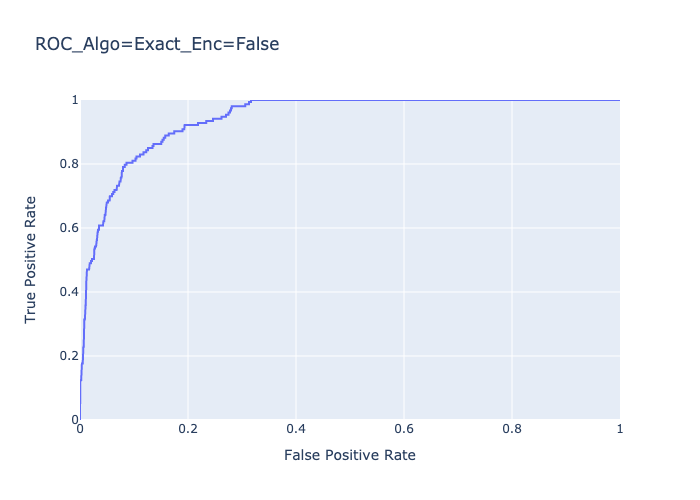 ROC_Algo=Exact_Enc=False
True Positive Rate
1
0.8
0.6
0.4
0.2
0
0 0.2 0.4 0.6 0.8 1
False Positive Rate